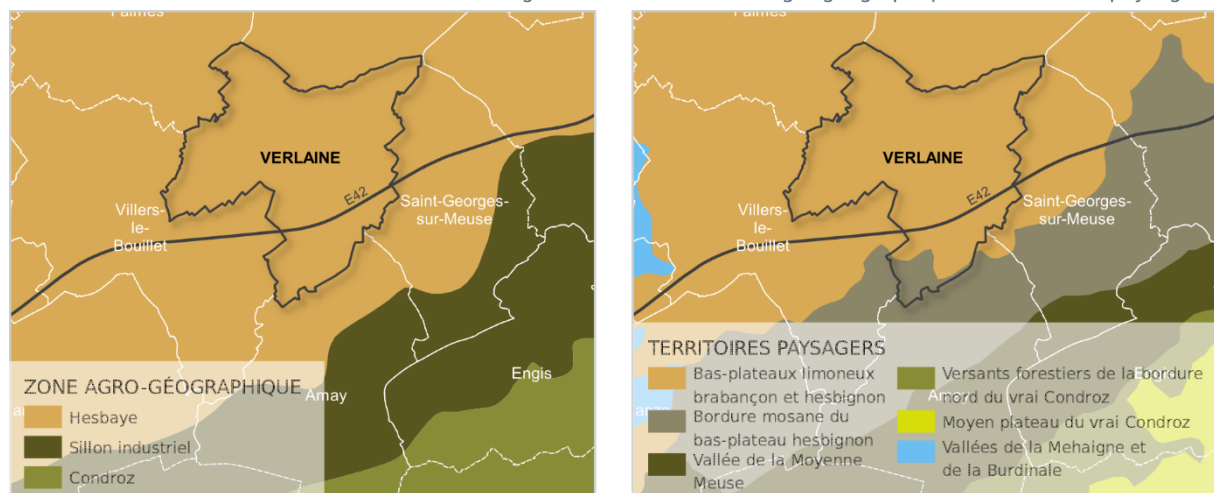 VERLAINE
E42
Villers-
le-
Bouillet
Saint-Georges-
sur-Meuse
ZONE AGRO-GÉOGRAPHIQUE
Amay
Engis
Hesbaye
Sillon industriel
Condroz
VERLAINE
E42
Villers-
le-
Bouillet
Saint-Georges-
sur-Meuse
TERRITOIRES PAYSAGERS
Bas-plateaux limoneux
brabançon et hesbignon
Bordure mosane du
bas-plateau hesbignon
Vallée de la Moyenne
Meuse
Versants forestiers de la bordure
nord du vrai Condroz
Moyen plateau du vrai Condroz
Vallées de la Mehaigne et
de la Burdinale